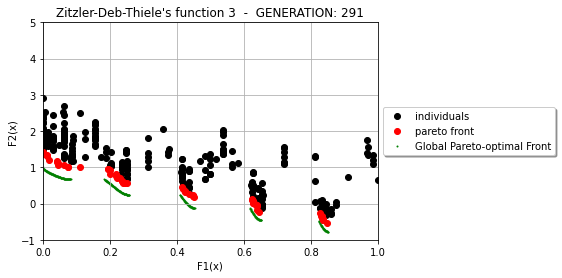 Zitzler-Deb-Thiele's function 3 - GENERATION: 291
5
4
3
2
1
0
−1
F2(x)
0.0 0.2 0.4 0.6 0.8 1.0
F1(x)
individuals
pareto front
Global Pareto-optimal Front